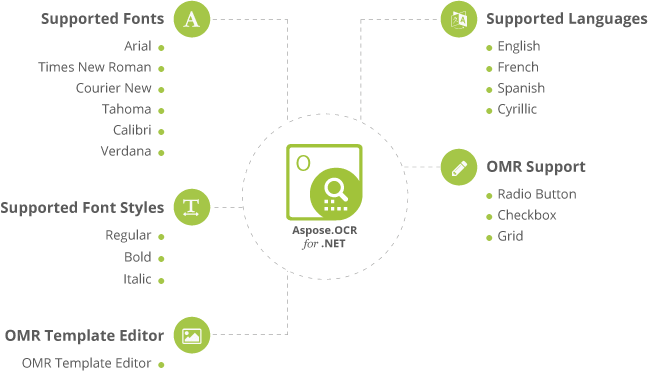 Supported Fonts
Arial
Times New Roman
Courier New
Tahoma
Calibri
Verdana
Supported Font Styles
Regular
Bold
Italic
OMR Template Editor
OMR Template Editor
Aspose.OCR
for .NET
Supported Languages
English
French
Spanish
Cyrillic
OMR Support
Radio Button
Checkbox
Grid